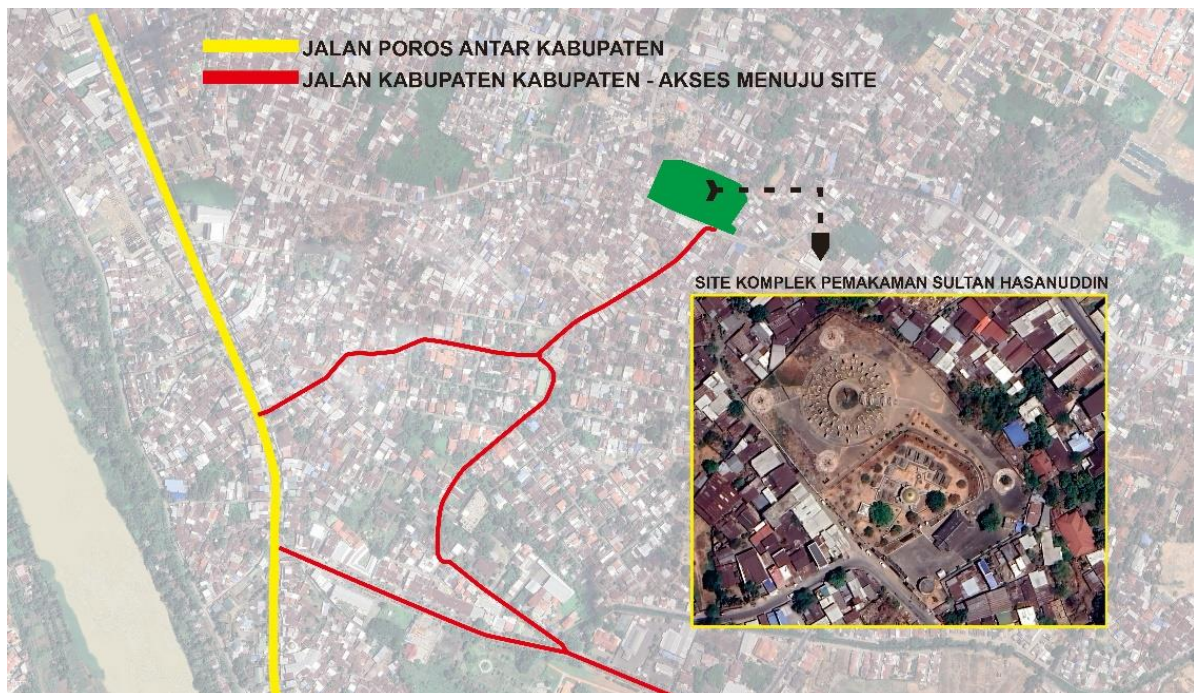 JALAN POROS ANTAR KABUPATEN
JALAN KABUPATEN KABUPATEN - AKSES MENUJU SITE
SITE KOMPLEK PEMAKAMAN SULTAN HASANUDDIN